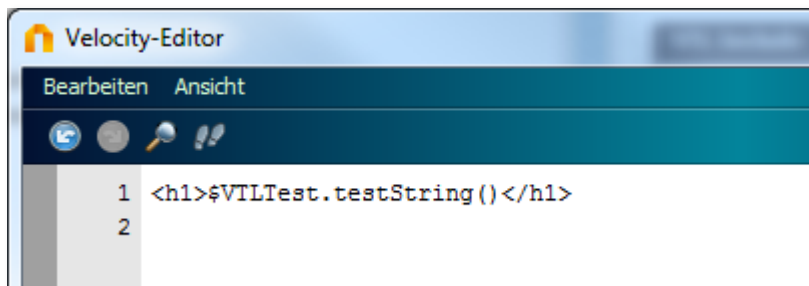 Velocity-Editor
Bearbeiten Ansicht
1 <h1>$VTLTest.testString()</h1>
2